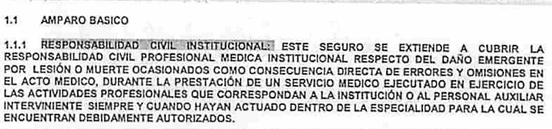 1.1 AMPARO BASICO
1.1.1 RESPONSABILIDAD CIVIL INSTITUCIONAL: ESTE SEGURO SE EXTIENDE A CUBRIR LA
RESPONSABILIDAD CIVIL PROFESIONAL MEDICA INSTITUCIONAL RESPECTO DEL DAÑO EMERGENTE
POR LESIÓN O MUERTE OCASIONADOS COMO CONSECUENCIA DIRECTA DE ERRORES Y OMISIONES EN
EL ACTO MEDICO, DURANTE LA PRESTACIÓN DE UN SERVICIO MEDICO EJECUTADO EN EJERCICIO DE
LAS ACTIVIDADES PROFESIONALES QUE CORRESPONDAN A LA INSTITUCIÓN O AL PERSONAL AUXILIAR
INTERVINIENTE SIEMPRE Y CUANDO HAYAN ACTUADO DENTRO DE LA ESPECIALIDAD PARA LA CUAL SE
ENCUENTRAN DEBIDAMENTE AUTORIZADOS.